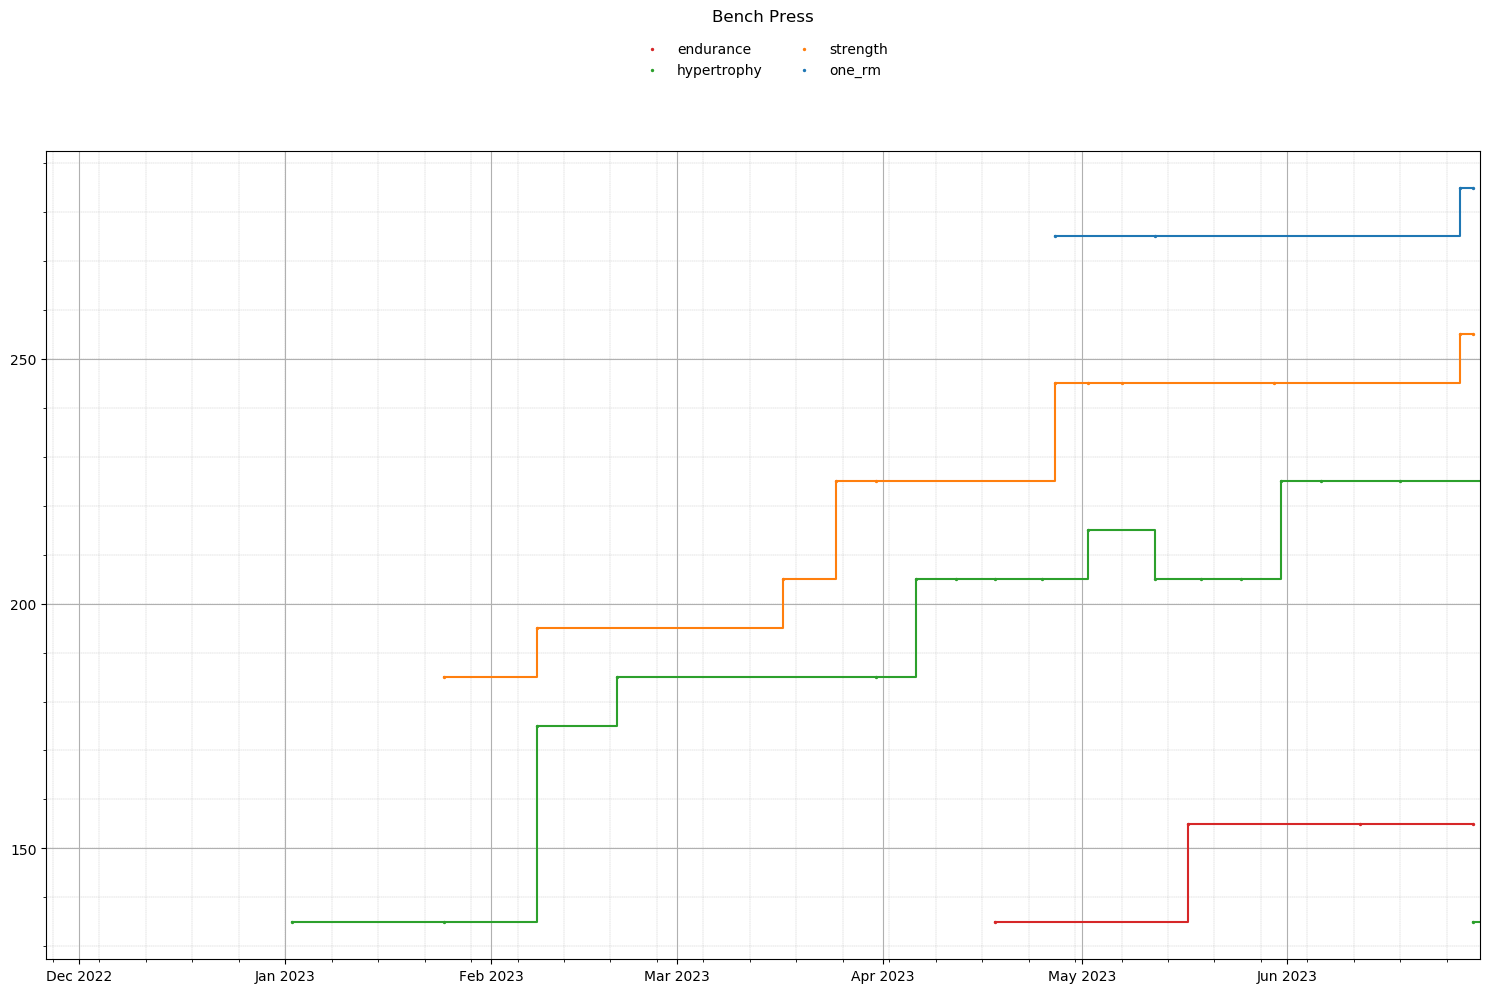 Bench Press
endurance strength
hypertrophy one_rm
250
200
150
Dec 2022 Jan 2023 Feb 2023 Mar 2023 Apr 2023 May 2023 Jun 2023